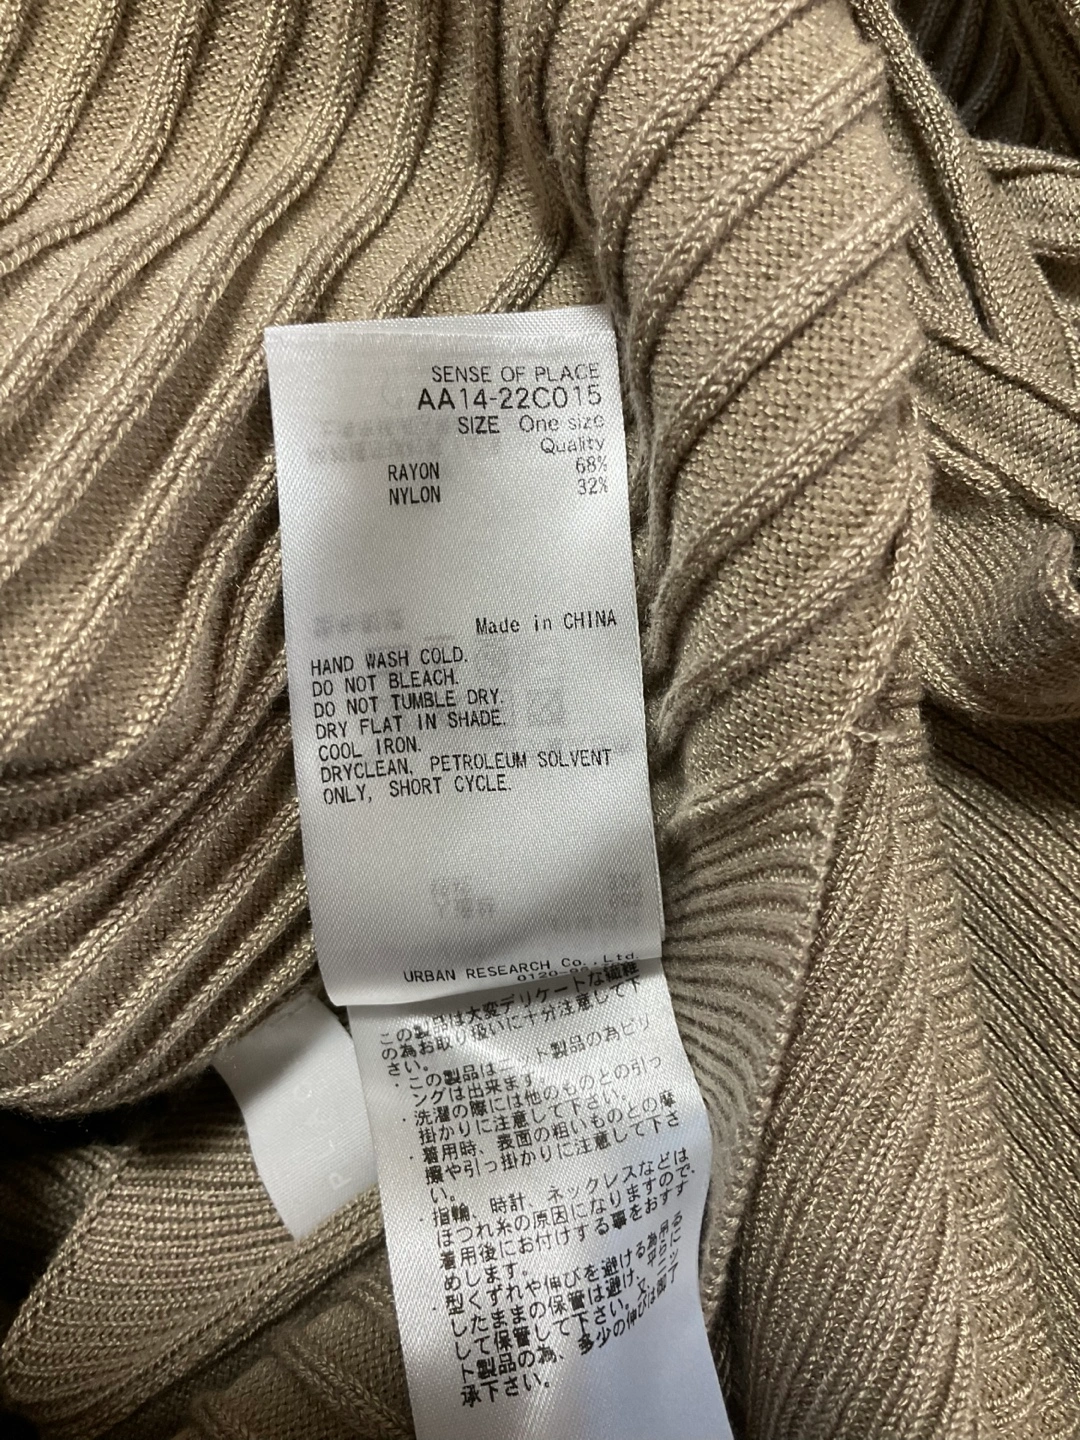 SENSE OF PLACE
AA14-22C015
SIZE One size
Quality
RAYON 68%
NYLON 32%
Made in CHINA
HAND WASH COLD.
DO NOT BLEACH.
DO NOT TUMBLE DRY.
DRY FLAT IN SHADE.
COOL IRON.
DRYCLEAN, PETROLEUM SOLVENT
ONLY, SHORT CYCLE.
URBAN RESEARCH Co.,Ltd.
この製品は大変デリケートな繊維
の為お取り扱いに十分注意して下
さい。
・この製品はニット製品の為ピリ
ングは出来ます。
・洗濯の際には他のものとの引っ
掛かりに注意して下さい。
・着用時、表面の粗いものとの摩
擦や引っ掛かりに注意して下さ
い。
・指輪、時計、ネックレスなどは
ほつれ糸の原因になりますので、
着用後にお付けする事をおすす
めします。
・型くずれや伸びを避ける為吊る
したままの保管は避け、平らに
して保管して下さい。又、ニッ
ト製品の為、多少の伸びは御了
承下さい。
PLAC